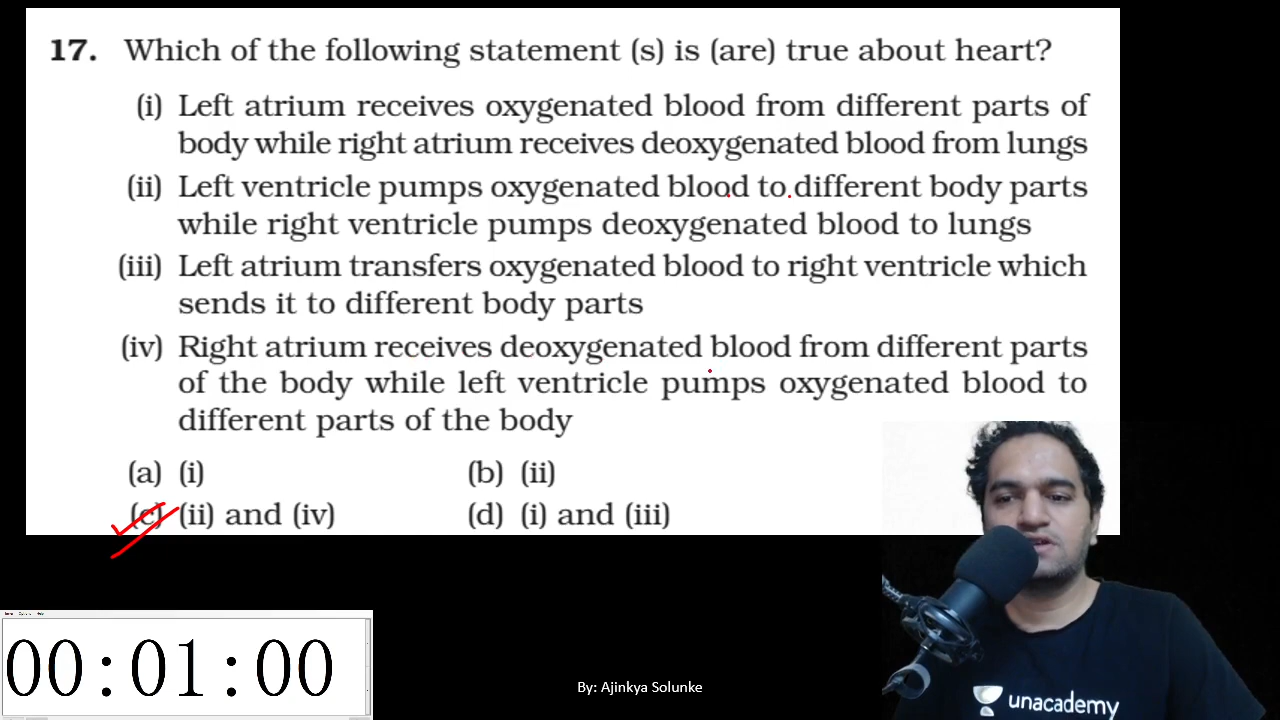 17. Which of the following statement (s) is (are) true about heart?
(i) Left atrium receives oxygenated blood from different parts of
body while right atrium receives deoxygenated blood from lungs
(ii) Left ventricle pumps oxygenated blood to different body parts
while right ventricle pumps deoxygenated blood to lungs
(iii) Left atrium transfers oxygenated blood to right ventricle which
sends it to different body parts
(iv) Right atrium receives deoxygenated blood from different parts
of the body while left ventricle pumps oxygenated blood to
different parts of the body
(a) (i) (b) (ii)
(c) (ii) and (iv) (d) (i) and (iii)
00:01:00
By: Ajinkya Solunke
unacademy